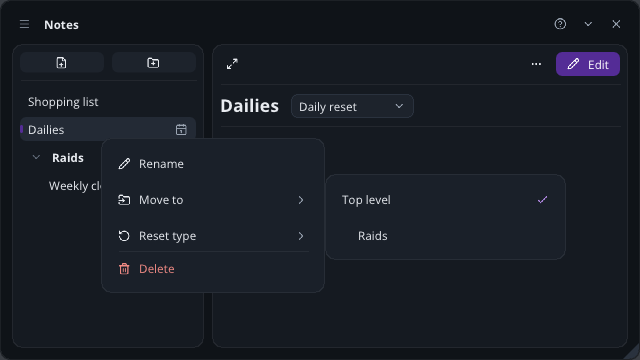 Notes
Edit
Shopping list
Dailies
Raids
Weekly cl
Dailies
Daily reset
Rename
Move to
Reset type
Delete
Top level
Raids